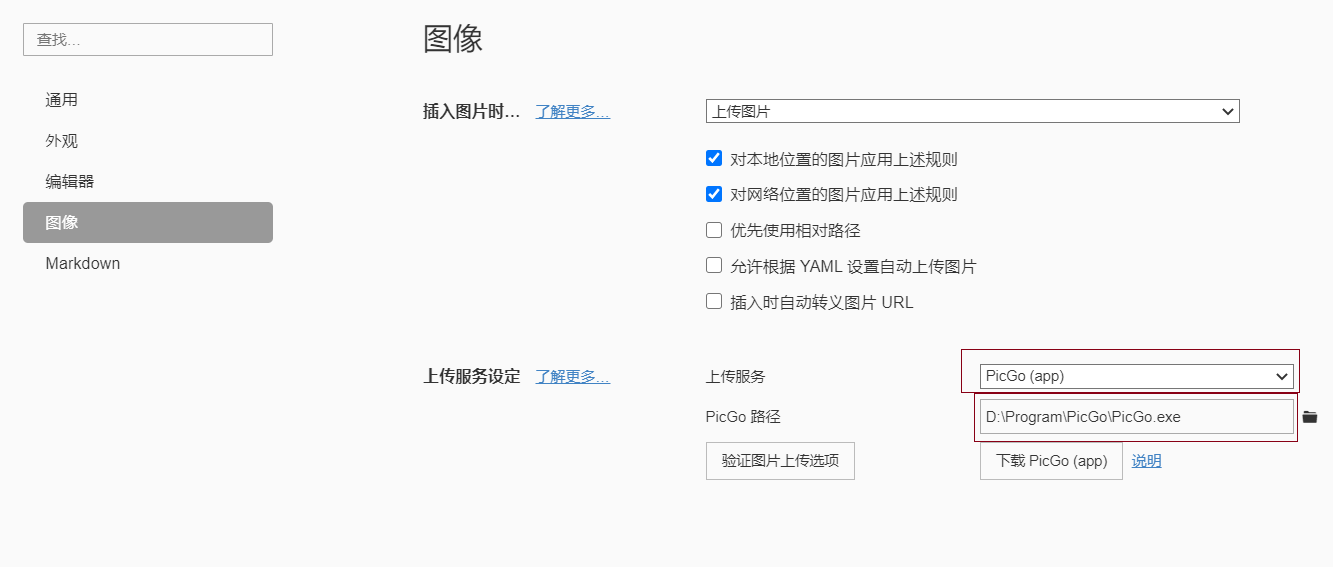 查找...
通用
外观
编辑器
图像
Markdown
图像
插入图片时... 了解更多... 上传图片
对本地位置的图片应用上述规则
对网络位置的图片应用上述规则
优先使用相对路径
允许根据 YAML 设置自动上传图片
插入时自动转义图片 URL
上传服务设定 了解更多... 上传服务 PicGo (app)
PicGo 路径 D:\Program\PicGo\PicGo.exe
验证图片上传选项 下载 PicGo (app) 说明